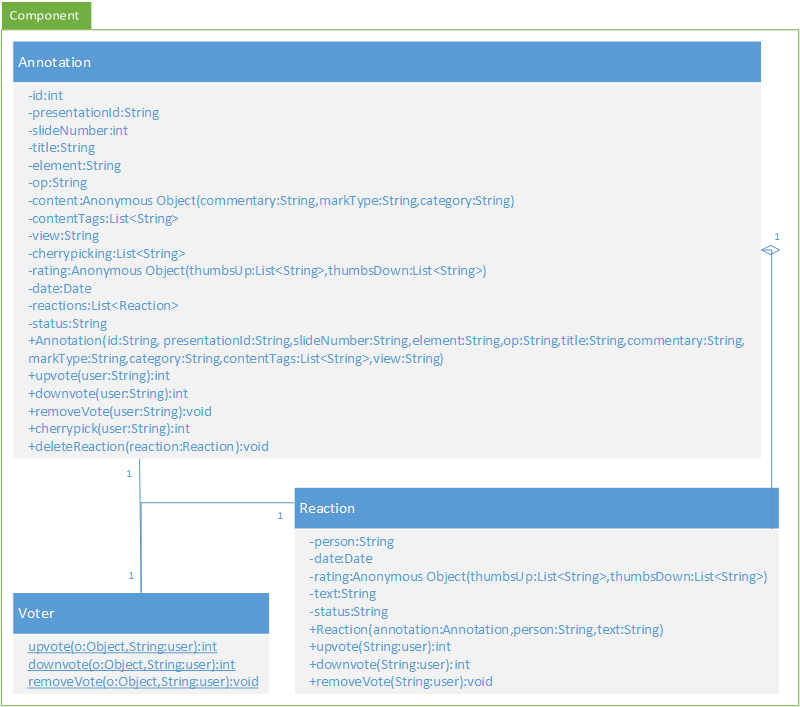 Component
Annotation
-id:int
-presentationId:String
-slideNumber:int
-title:String
-element:String
-op:String
-content:Anonymous Object(commentary:String,markType:String,category:String)
-contentTags:List<String>
-view:String
-cherrypicking:List<String>
-rating:Anonymous Object(thumbsUp:List<String>,thumbsDown:List<String>)
-date:Date
-reactions:List<Reaction>
-status:String
+Annotation(id:String, presentationId:String,slideNumber:String,element:String,op:String,title:String,commentary:String,
markType:String,category:String,contentTags:List<String>,view:String)
+upvote(user:String):int
+downvote(user:String):int
+removeVote(user:String):void
+cherrypick(user:String):int
+deleteReaction(reaction:Reaction):void
1
1
1
1
Reaction
-person:String
-date:Date
-rating:Anonymous Object(thumbsUp:List<String>,thumbsDown:List<String>)
-text:String
-status:String
+Reaction(annotation:Annotation,person:String,text:String)
+upvote(String:user):int
+downvote(String:user):int
+removeVote(String:user):void
Voter
upvote(o:Object,String:user):int
downvote(o:Object,String:user):int
removeVote(o:Object,String:user):void